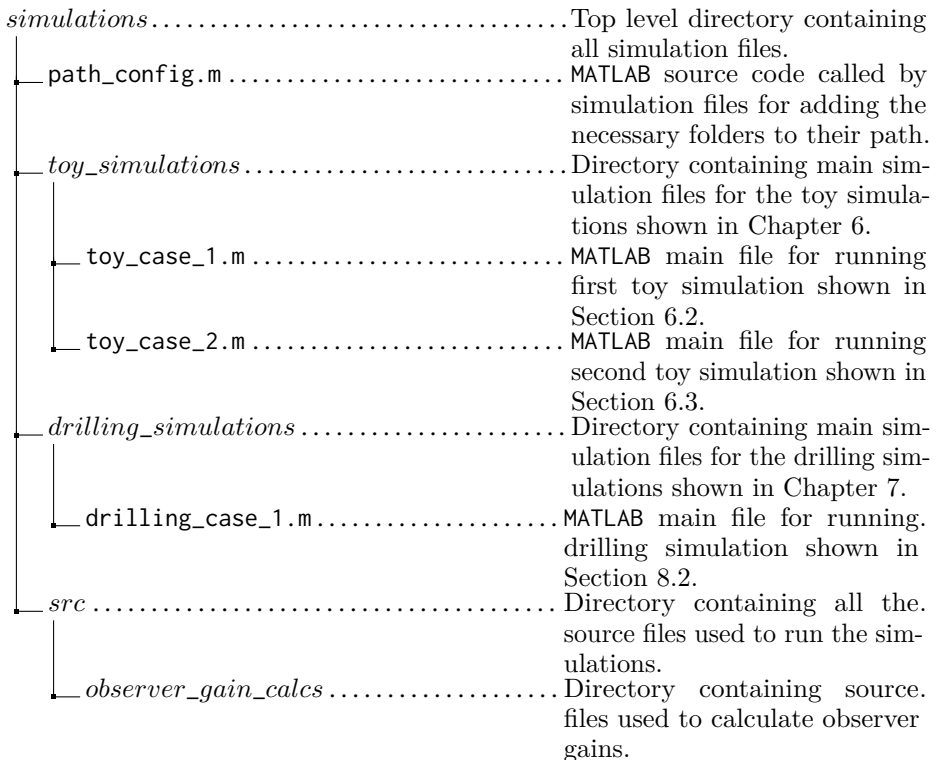 simulations........................................Top level directory containing
all simulation files.
path_config.m..............................MATLAB source code called by
simulation files for adding the
necessary folders to their path.
toy_simulations.............................Directory containing main sim-
ulation files for the toy simula-
tions shown in Chapter 6.
toy_case_1.m............................MATLAB main file for running
first toy simulation shown in
Section 6.2.
toy_case_2.m............................MATLAB main file for running
second toy simulation shown in
Section 6.3.
drilling_simulations........................Directory containing main sim-
ulation files for the drilling sim-
ulations shown in Chapter 7.
drilling_case_1.m......................MATLAB main file for running.
drilling simulation shown in
Section 8.2.
src..........................................Directory containing all the.
source files used to run the sim-
ulations.
observer_gain_calcs.....................Directory containing source.
files used to calculate observer
gains.